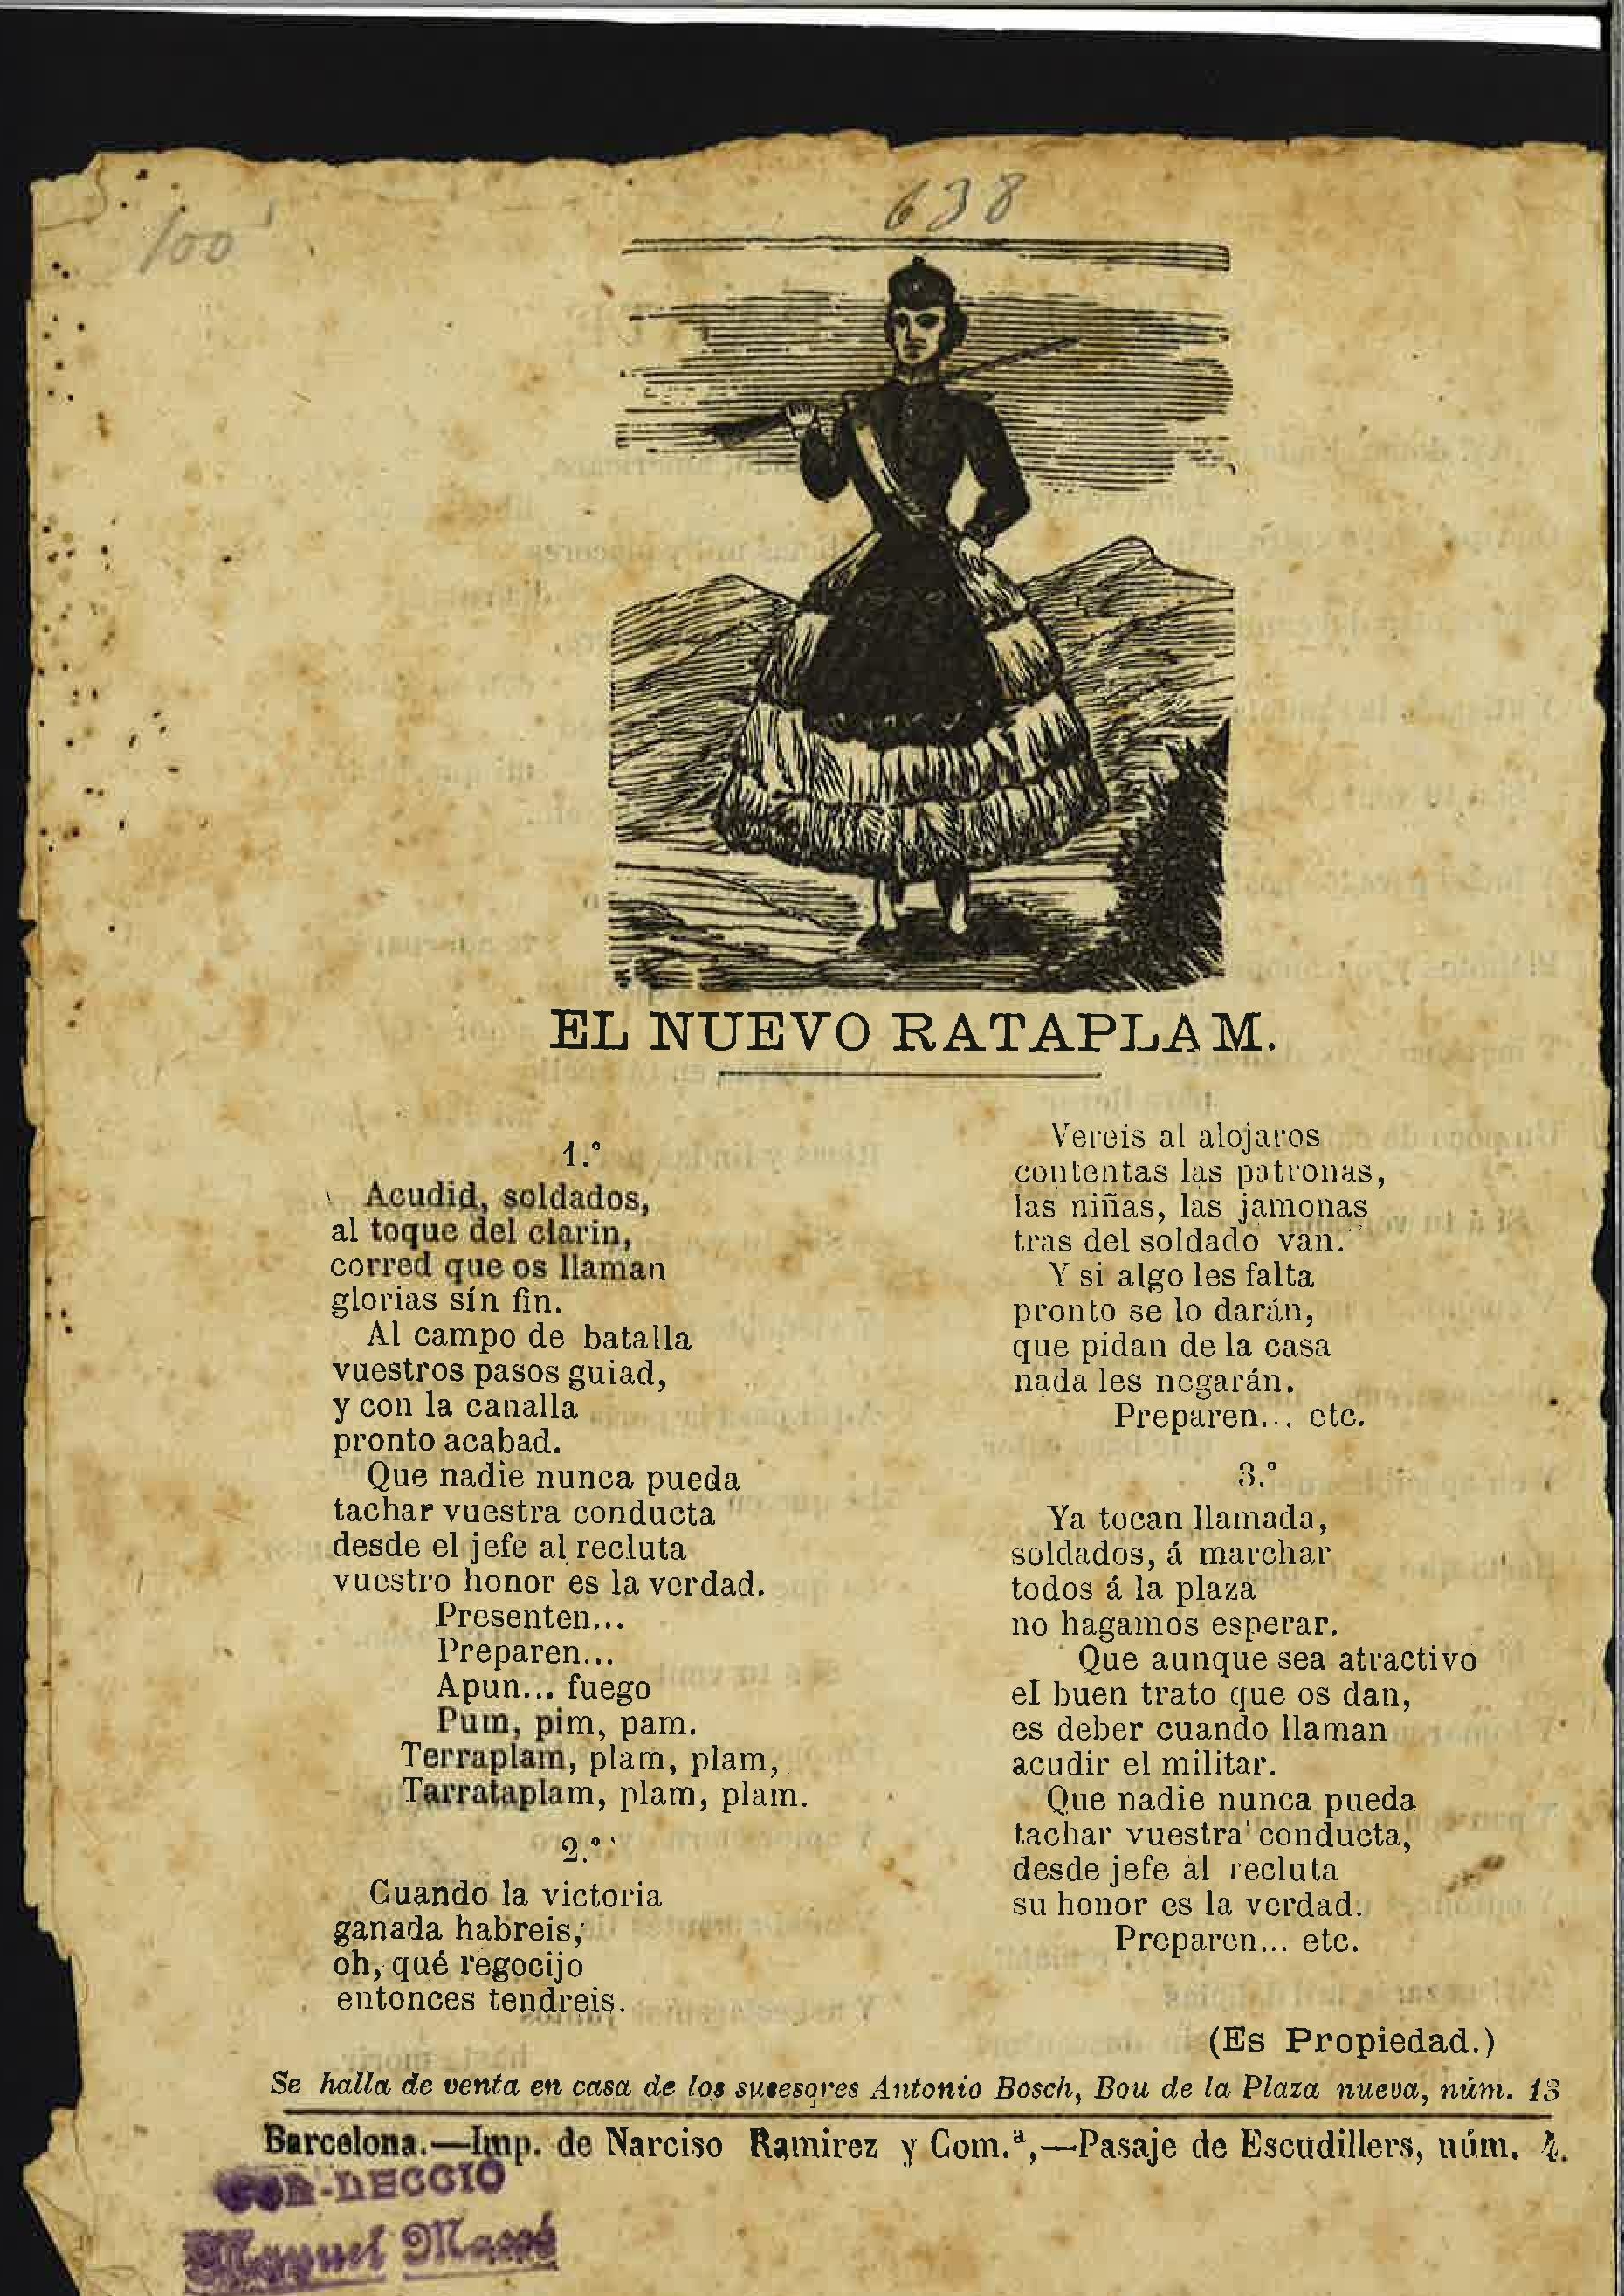 638
100
EL NUEVO RATAPLAM.
1.º
Acudid, soldados,
al toque del clarin,
corred que os llaman
glorias sin fin.
Al campo de batalla
vuestros pasos guiad,
y con la canalla
pronto acabad.
Que nadie nunca pueda
tachar vuestra conducta
desde el jefe al recluta
vuestro honor es la verdad.
Presenten...
Preparen...
Apun... fuego
Pum, pim, pam.
Terraplam, plam, plam,
Tarrataplam, plam, plam.
2.º
Cuando la victoria
ganada habreis,
oh, qué regocijo
entonces tendreis.
Vereis al alojaros
contentas las patronas,
las niñas, las jamonas
tras del soldado van.
Y si algo les falta
pronto se lo darán,
que pidan de la casa
nada les negarán.
Preparen... etc.
3.º
Ya tocan llamada,
soldados, á marchar
todos á la plaza
no hagamos esperar.
Que aunque sea atractivo
el buen trato que os dan,
es deber cuando llaman
acudir el militar.
Que nadie nunca pueda
tachar vuestra conducta,
desde jefe al recluta
su honor es la verdad.
Preparen... etc.
(Es Propiedad.)
Se halla de venta en casa de los sucesores Antonio Bosch, Bou de la Plaza nueva, núm. 13
Barcelona.—Imp. de Narciso Ramirez y Com.ª,—Pasaje de Escudillers, núm. 4.